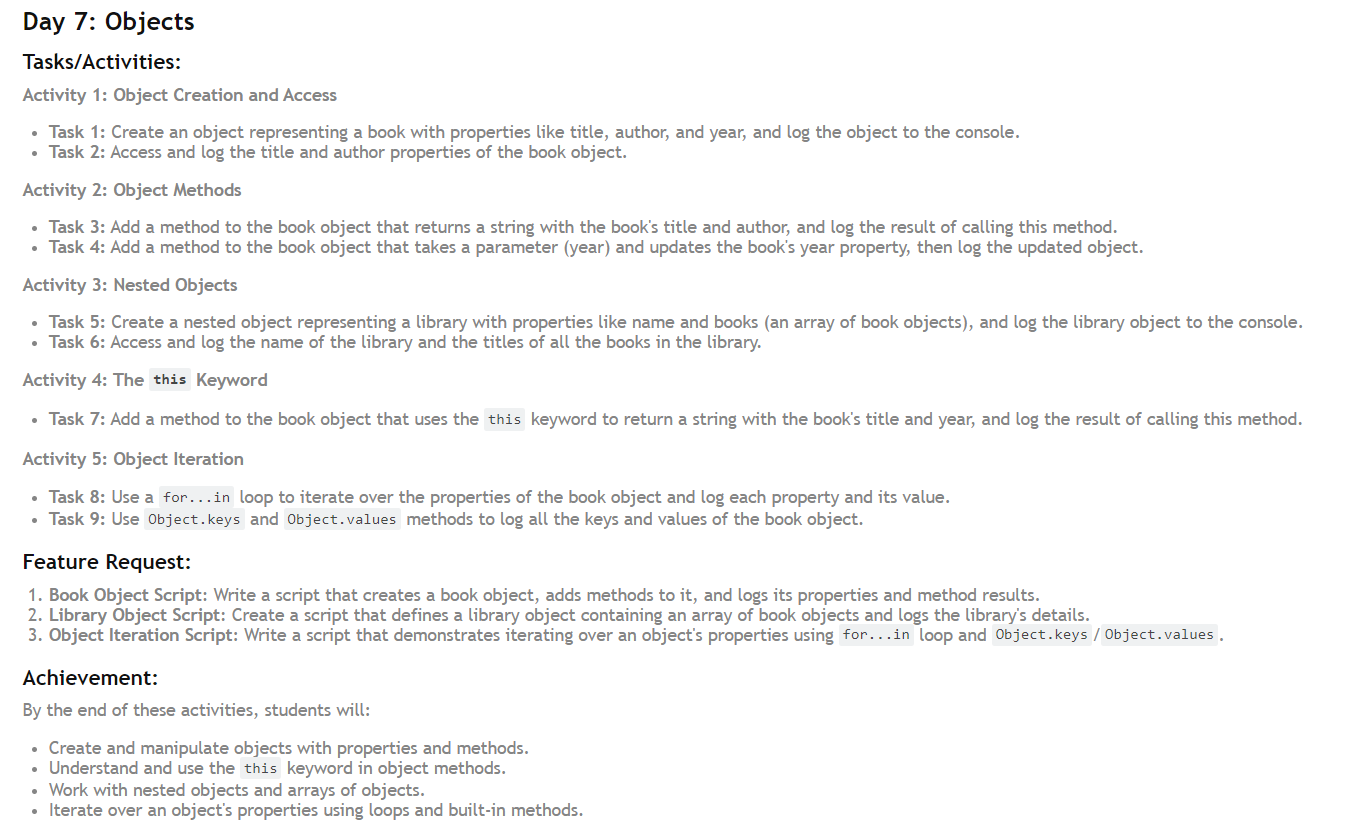 Day 7: Objects
Tasks/Activities:
Activity 1: Object Creation and Access
• Task 1: Create an object representing a book with properties like title, author, and year, and log the object to the console.
• Task 2: Access and log the title and author properties of the book object.
Activity 2: Object Methods
• Task 3: Add a method to the book object that returns a string with the book's title and author, and log the result of calling this method.
• Task 4: Add a method to the book object that takes a parameter (year) and updates the book's year property, then log the updated object.
Activity 3: Nested Objects
• Task 5: Create a nested object representing a library with properties like name and books (an array of book objects), and log the library object to the console.
• Task 6: Access and log the name of the library and the titles of all the books in the library.
Activity 4: The this Keyword
• Task 7: Add a method to the book object that uses the this keyword to return a string with the book's title and year, and log the result of calling this method.
Activity 5: Object Iteration
• Task 8: Use a for...in loop to iterate over the properties of the book object and log each property and its value.
• Task 9: Use Object.keys and Object.values methods to log all the keys and values of the book object.
Feature Request:
1. Book Object Script: Write a script that creates a book object, adds methods to it, and logs its properties and method results.
2. Library Object Script: Create a script that defines a library object containing an array of book objects and logs the library's details.
3. Object Iteration Script: Write a script that demonstrates iterating over an object's properties using for...in loop and Object.keys / Object.values .
Achievement:
By the end of these activities, students will:
• Create and manipulate objects with properties and methods.
• Understand and use the this keyword in object methods.
• Work with nested objects and arrays of objects.
• Iterate over an object's properties using loops and built-in methods.